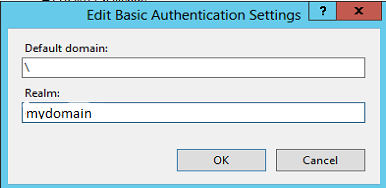 Edit Basic Authentication Settings ? x
Default domain:
\
Realm:
mydomain
OK Cancel